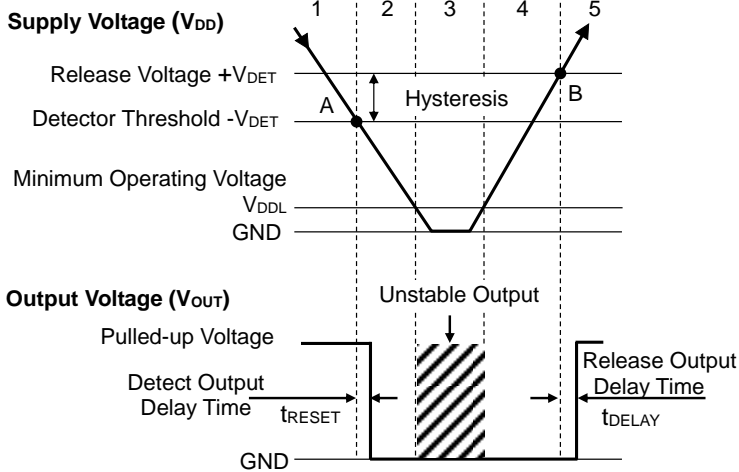 1 2 3 4 5
Supply Voltage (VDD)
Release Voltage +VDET
A
Hysteresis
B
Detector Threshold -VDET
Minimum Operating Voltage
VDDL
GND
Output Voltage (VOUT)
Unstable Output
Pulled-up Voltage
Detect Output
Delay Time
tRESET
Release Output
Delay Time
tDELAY
GND